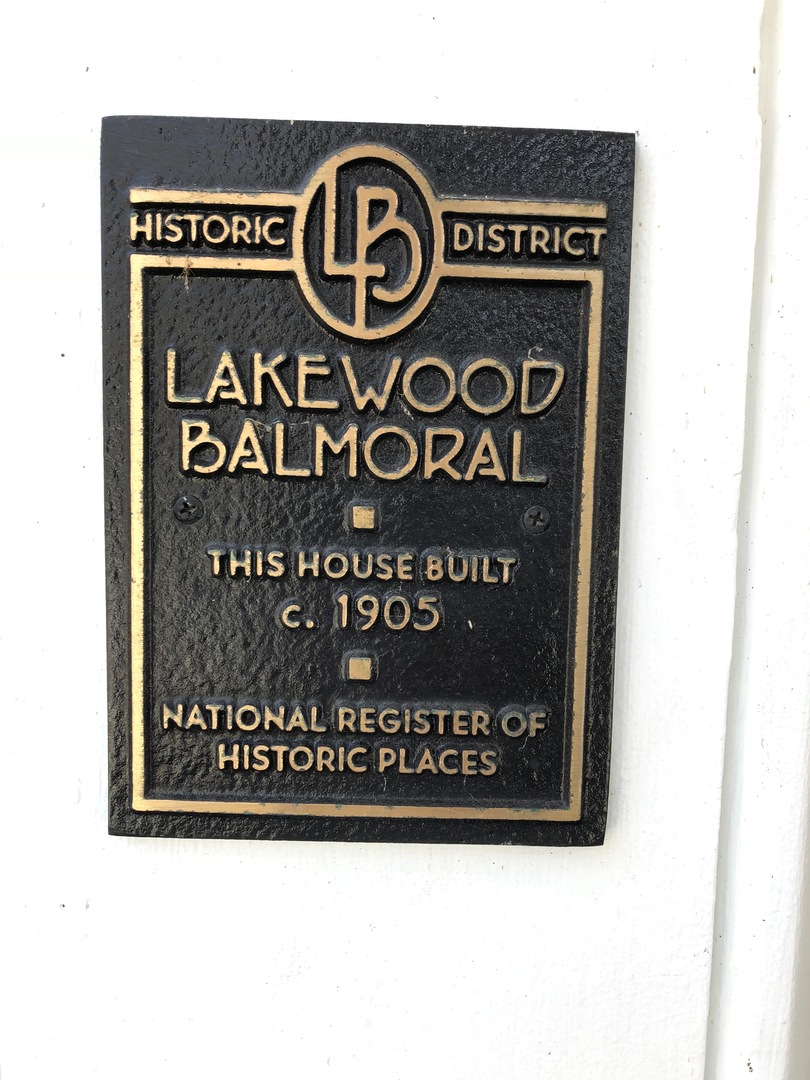 HISTORIC LB DISTRICT
LAKEWOOD
BALMORAL
THIS HOUSE BUILT
c. 1905
NATIONAL REGISTER OF
HISTORIC PLACES